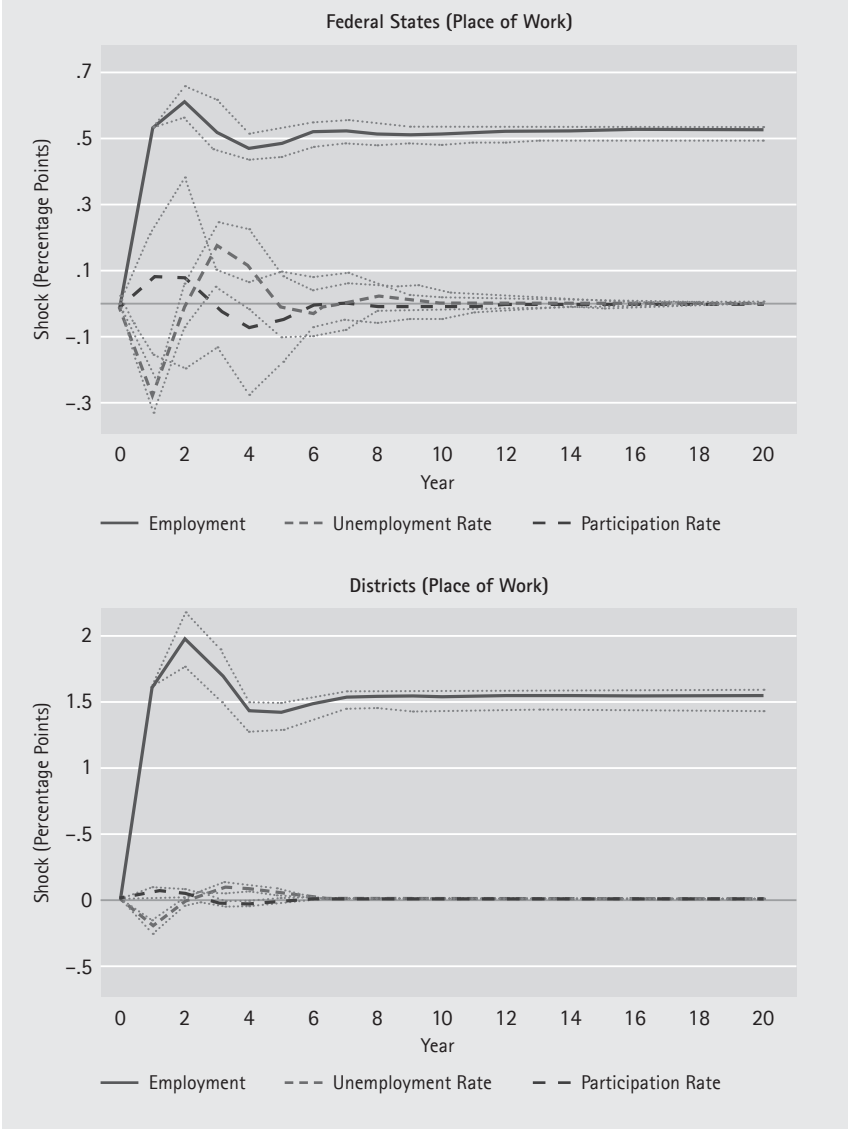 Federal States (Place of Work)
Shock (Percentage Points)
.7
.5
.3
.1
–.1
–.3
0 2 4 6 8 10 12 14 16 18 20
Year
Employment Unemployment Rate Participation Rate
Districts (Place of Work)
Shock (Percentage Points)
2
1.5
1
–.5
0
–.5
0 2 4 6 8 10 12 14 16 18 20
Year
Employment Unemployment Rate Participation Rate